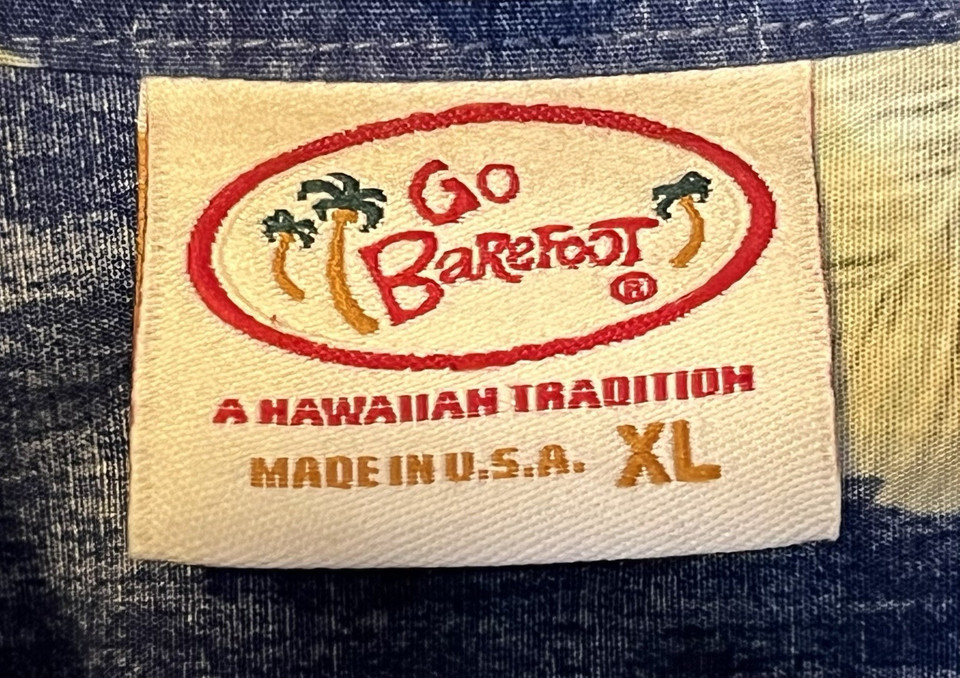 Go
BaReFooT
®
A HAWAIIAN TRADITION
MADE IN U.S.A. XL